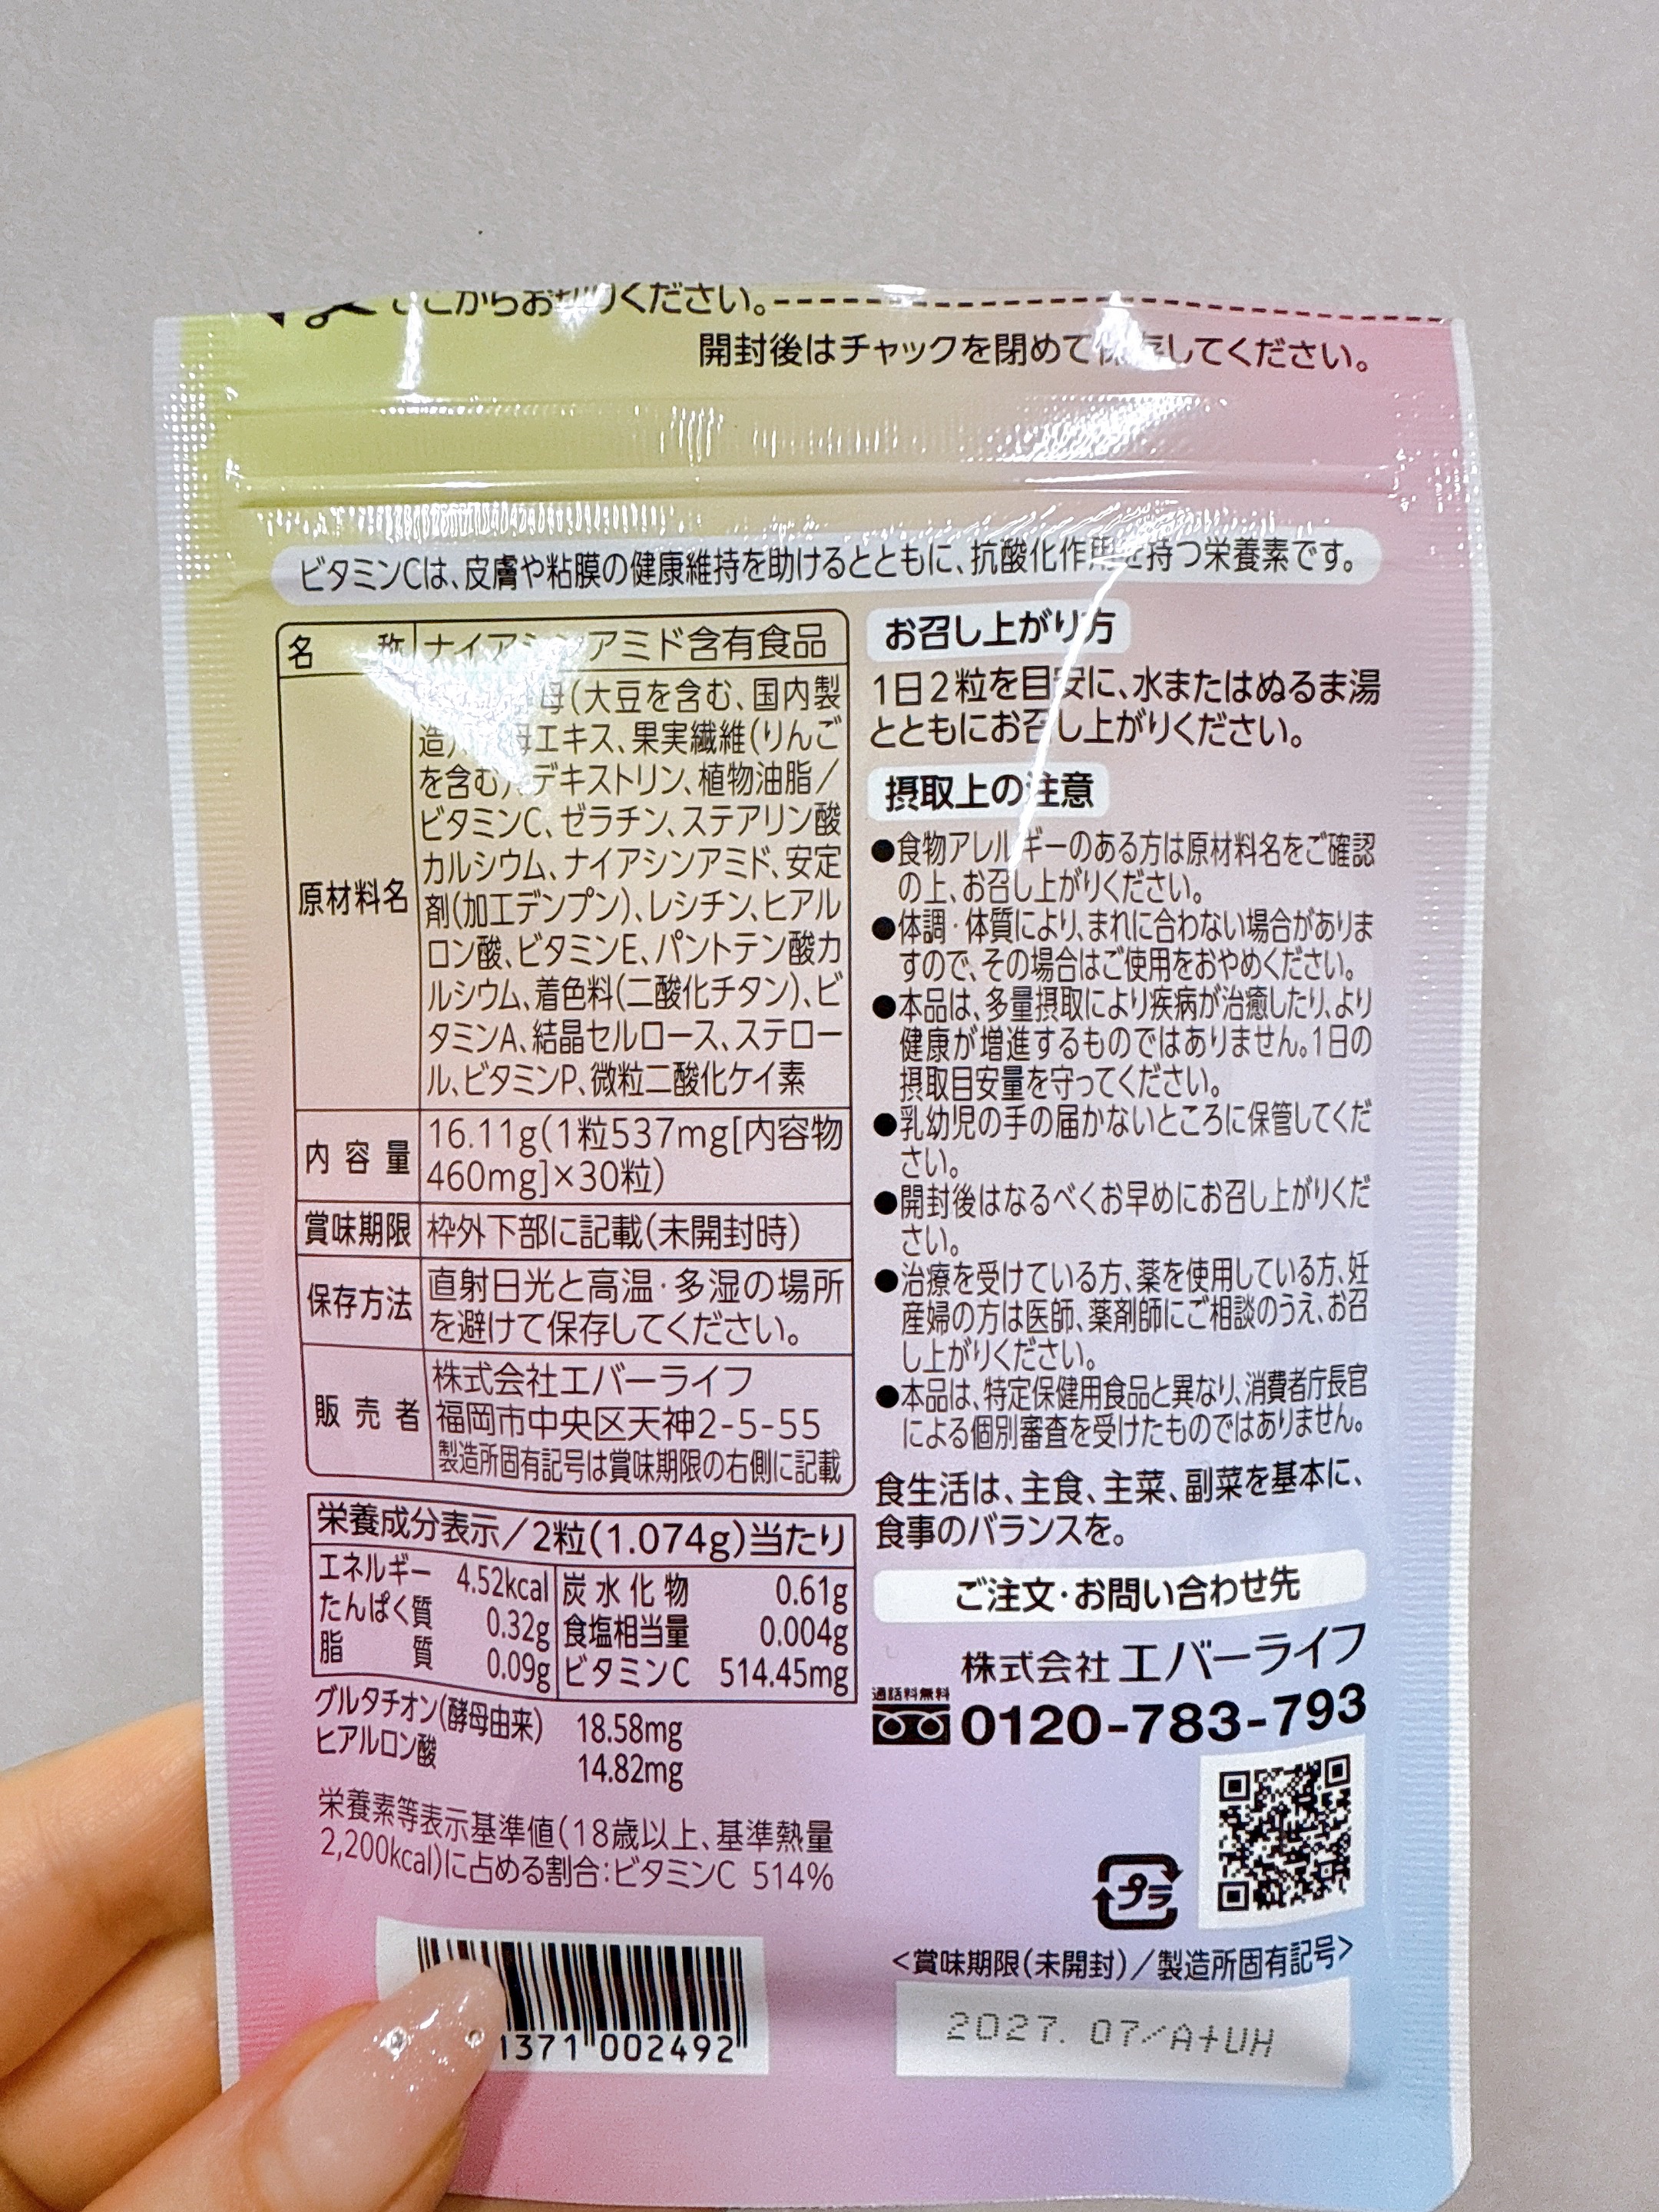 ここからお切りください。
開封後はチャックを閉めて保存してください。
ビタミンCは、皮膚や粘膜の健康維持を助けるとともに、抗酸化作用を持つ栄養素です。
名 称 ナイアシンアミド含有食品
原材料名
母(大豆を含む、国内製
造)、 母エキス、果実繊維(りんご
を含む)、デキストリン、植物油脂/
ビタミンC、ゼラチン、ステアリン酸
カルシウム、ナイアシンアミド、安定
剤(加工デンプン)、レシチン、ヒアル
ロン酸、ビタミンE、パントテン酸カ
ルシウム、着色料(二酸化チタン)、ビ
タミンA、結晶セルロース、ステロー
ル、ビタミンP、微粒二酸化ケイ素
内容量
16.11g(1粒537mg[内容物
460mg]×30粒)
賞味期限 枠外下部に記載(未開封時)
保存方法
直射日光と高温・多湿の場所
を避けて保存してください。
販売者
株式会社エバーライフ
福岡市中央区天神2-5-55
製造所固有記号は賞味期限の右側に記載
栄養成分表示/2粒(1.074g)当たり
エネルギー 4.52kcal 炭水化物 0.61g
たんぱく質 0.32g 食塩相当量 0.004g
脂質 0.09g ビタミンC 514.45mg
グルタチオン(酵母由来) 18.58mg
ヒアルロン酸 14.82mg
栄養素等表示基準値(18歳以上、基準熱量
2,200kcal)に占める割合:ビタミンC 514%
1371 002492
お召し上がり方
1日2粒を目安に、水またはぬるま湯
とともにお召し上がりください。
摂取上の注意
●食物アレルギーのある方は原材料名をご確認
の上、お召し上がりください。
●体調・体質により、まれに合わない場合がありま
すので、その場合はご使用をおやめください。
●本品は、多量摂取により疾病が治癒したり、より
健康が増進するものではありません。1日の
摂取目安量を守ってください。
●乳幼児の手の届かないところに保管してくだ
さい。
●開封後はなるべくお早めにお召し上がりくだ
さい。
●治療を受けている方、薬を使用している方、妊
産婦の方は医師、薬剤師にご相談のうえ、お召
し上がりください。
●本品は、特定保健用食品と異なり、消費者庁長官
による個別審査を受けたものではありません。
食生活は、主食、主菜、副菜を基本に、
食事のバランスを。
ご注文・お問い合わせ先
株式会社 エバーライフ
通話料無料
0120-783-793
プラ
<賞味期限(未開封)/製造所固有記号>
2027. 07/A+UH